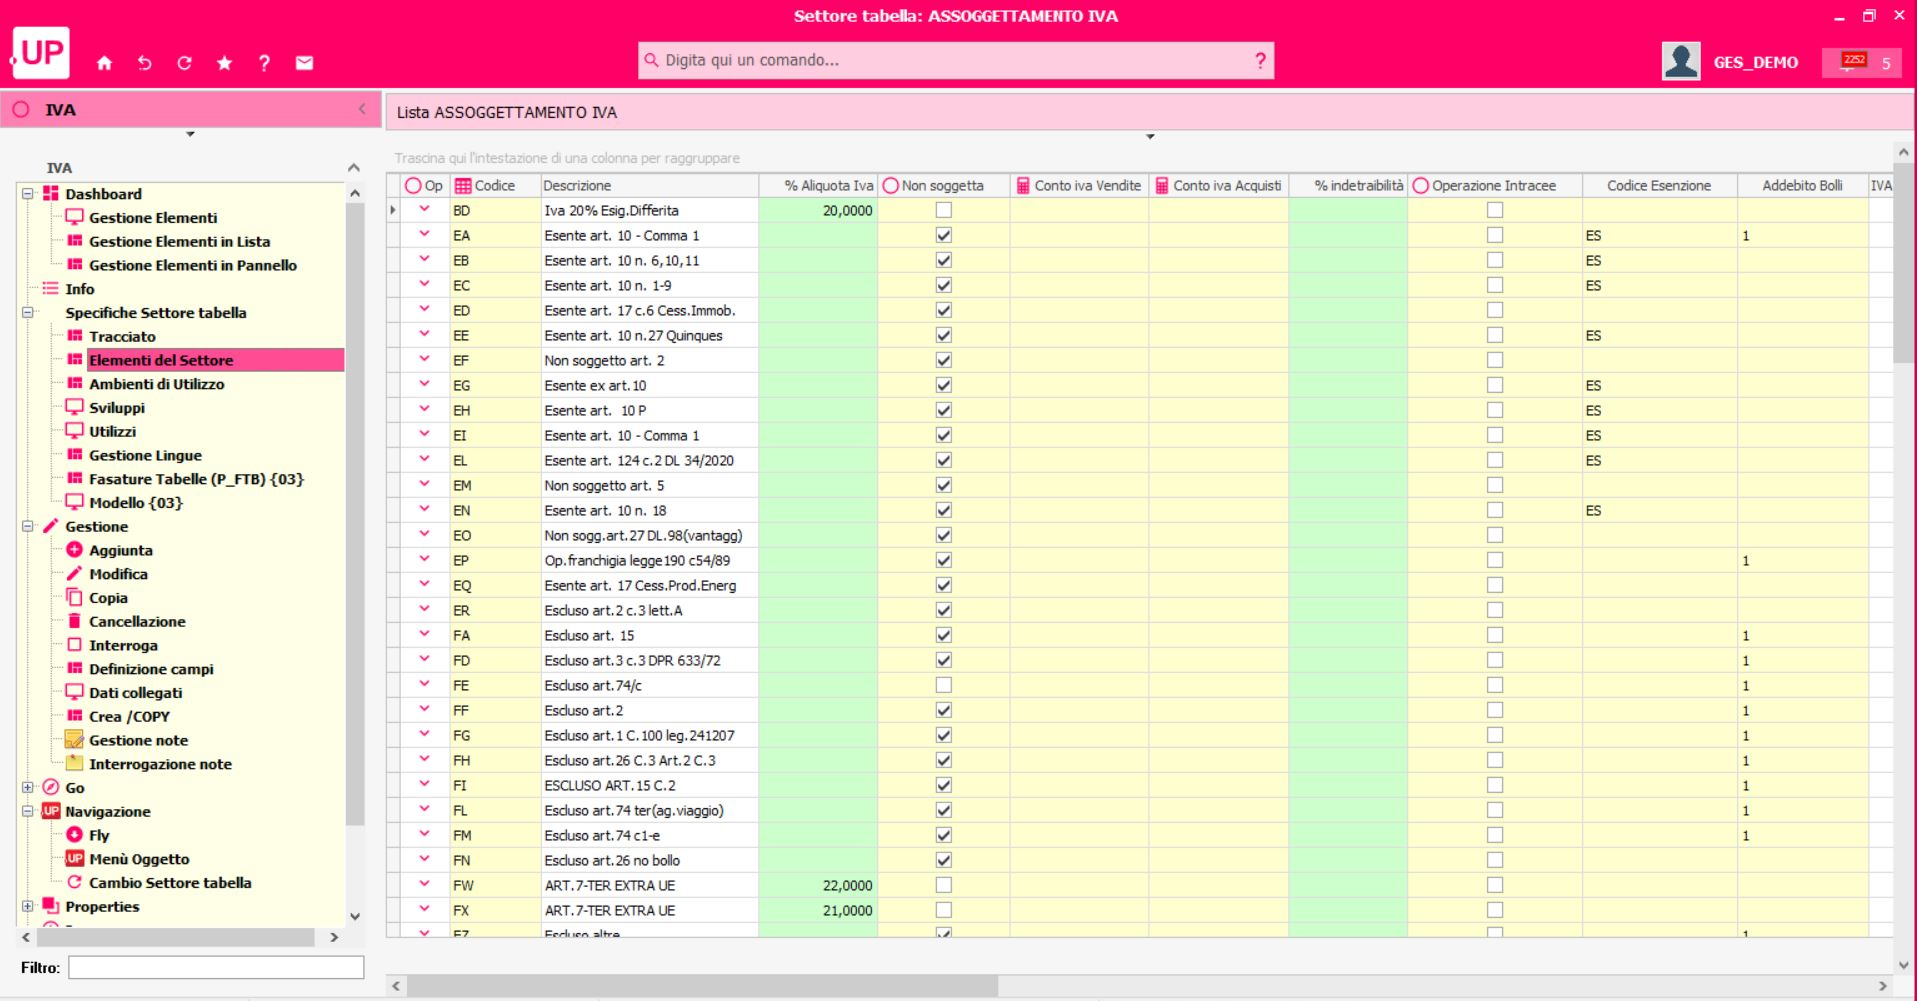 Settore tabella: ASSOGGETTAMENTO IVA
.UP
?
Digita qui un comando...
?
GES_DEMO
2252
5
IVA
Lista ASSOGGETTAMENTO IVA
Trascina qui l'intestazione di una colonna per raggruppare
IVA
Dashboard
Gestione Elementi
Gestione Elementi in Lista
Gestione Elementi in Pannello
Info
Specifiche Settore tabella
Tracciato
Elementi del Settore
Ambienti di Utilizzo
Sviluppi
Utilizzi
Gestione Lingue
Fasature Tabelle (P_FTB) {03}
Modello {03}
Gestione
Aggiunta
Modifica
Copia
Cancellazione
Interroga
Definizione campi
Dati collegati
Crea /COPY
Gestione note
Interrogazione note
Go
Navigazione
Fly
Menù Oggetto
Cambio Settore tabella
Properties
Filtro:
Op Codice Descrizione % Aliquota Iva Non soggetta Conto iva Vendite Conto iva Acquisti % indetraibilità Operazione Intracee Codice Esenzione Addebito Bolli IVA
BD Iva 20% Esig.Differita 20,0000
EA Esente art. 10 - Comma 1 ES 1
EB Esente art. 10 n. 6,10,11 ES
EC Esente art. 10 n. 1-9 ES
ED Esente art. 17 c.6 Cess.Immob.
EE Esente art. 10 n.27 Quinques ES
EF Non soggetto art. 2
EG Esente ex art.10 ES
EH Esente art. 10 P ES
EI Esente art. 10 - Comma 1 ES
EL Esente art. 124 c.2 DL 34/2020 ES
EM Non soggetto art. 5
EN Esente art. 10 n. 18 ES
EO Non sogg.art.27 DL.98(vantagg)
EP Op.franchigia legge190 c54/89 1
EQ Esente art. 17 Cess.Prod.Energ
ER Escluso art.2 c.3 lett.A
FA Escluso art. 15 1
FD Escluso art.3 c.3 DPR 633/72 1
FE Escluso art.74/c 1
FF Escluso art.2 1
FG Escluso art.1 C.100 leg.241207 1
FH Escluso art.26 C.3 Art.2 C.3 1
FI ESCLUSO ART.15 C.2 1
FL Escluso art.74 ter(ag.viaggio) 1
FM Escluso art.74 c1-e 1
FN Escluso art.26 no bollo
FW ART.7-TER EXTRA UE 22,0000
FX ART.7-TER EXTRA UE 21,0000
FZ Escluso altre 1